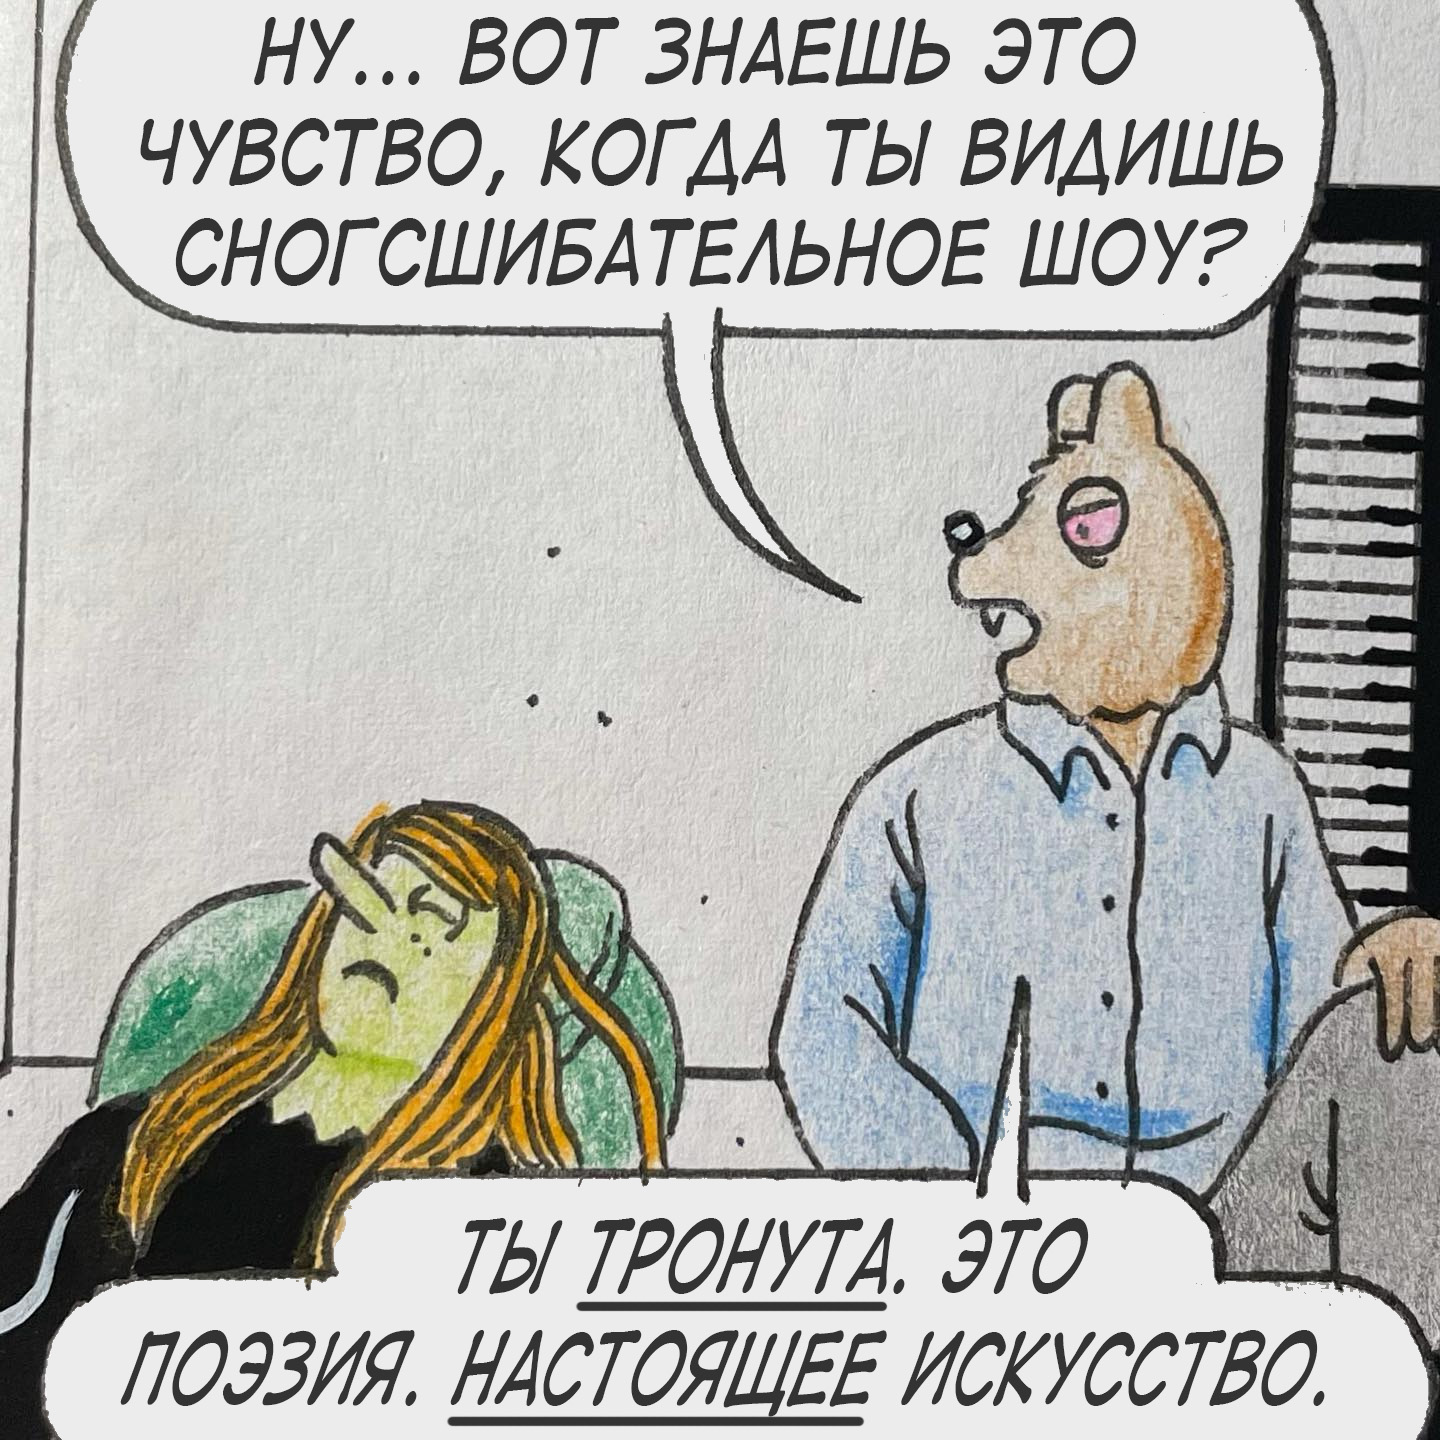 НУ... ВОТ ЗНАЕШЬ ЭТО
ЧУВСТВО, КОГДА ТЫ ВИДИШЬ
СНОГСШИБАТЕЛЬНОЕ ШОУ?
ТЫ ТРОНУТА. ЭТО
ПОЭЗИЯ. НАСТОЯЩЕЕ ИСКУССТВО.